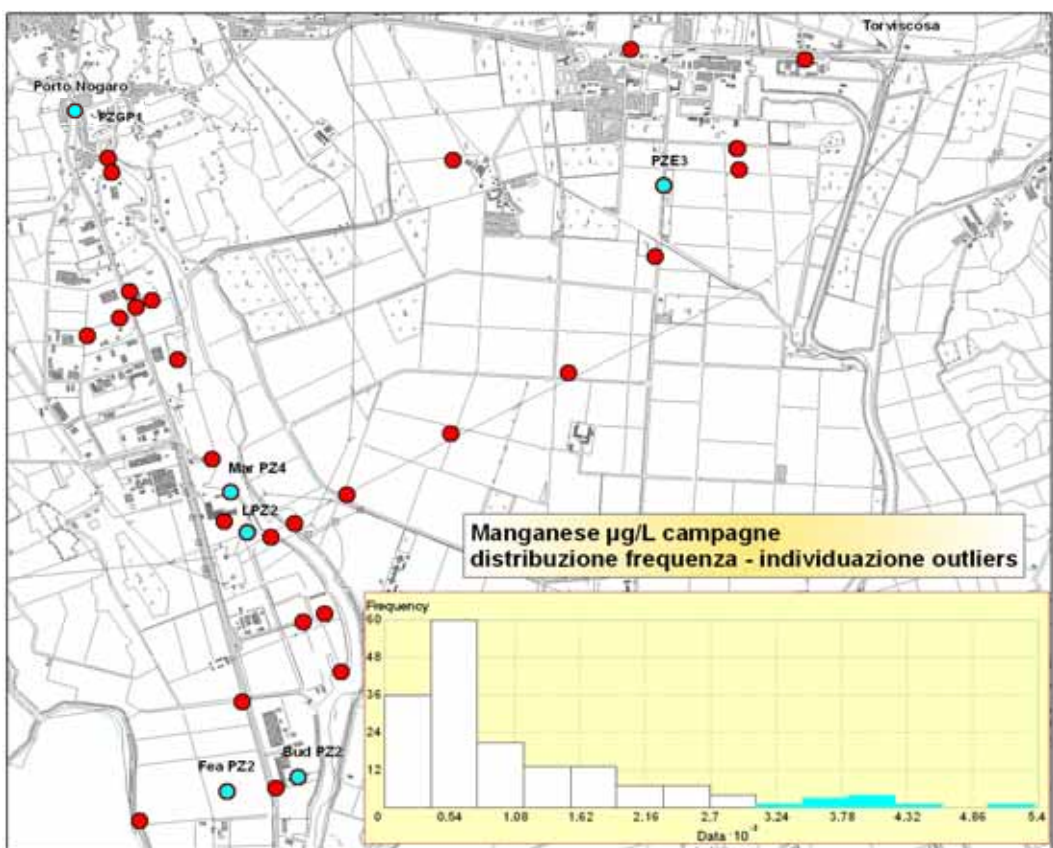 Torviscosa
Porto Nogaro
PZGP1
PZE3
Mar PZ4
LPZ2
Manganese µg/L campagne
distribuzione frequenza - individuazione outliers
Frequency
60
48
36
24
12
0 0.54 1.08 1.62 2.16 2.7 3.24 3.78 4.32 4.86 5.4
Data ·10⁻³
Fea PZ2
Bud PZ2